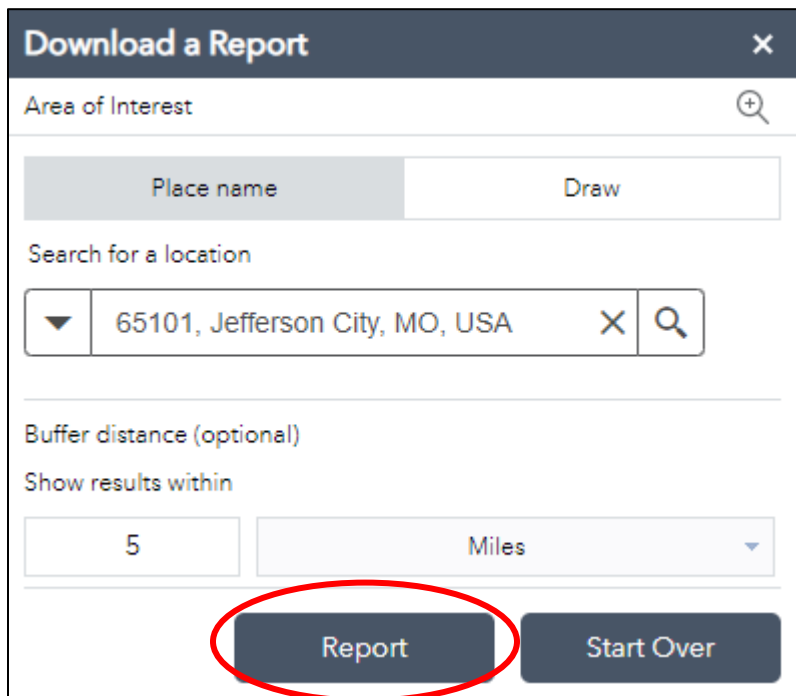 Download a Report
Area of Interest
Place name
Draw
Search for a location
65101, Jefferson City, MO, USA
Buffer distance (optional)
Show results within
5
Miles
Report
Start Over